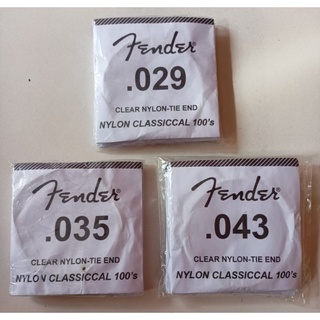 Fender®
.029
CLEAR NYLON-TIE END
NYLON CLASSICCAL 100's
Fender®
.035
CLEAR NYLON-TIE END
NYLON CLASSICCAL 100's
Fender®
.043
CLEAR NYLON-TIE END
NYLON CLASSICCAL 100's